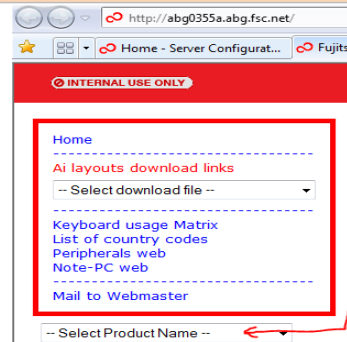 http://abg0355a.abg.fsc.net/
Home - Server Configurat...
Fujits
INTERNAL USE ONLY
Home
Ai layouts download links
-- Select download file --
Keyboard usage Matrix
List of country codes
Peripherals web
Note-PC web
Mail to Webmaster
-- Select Product Name --